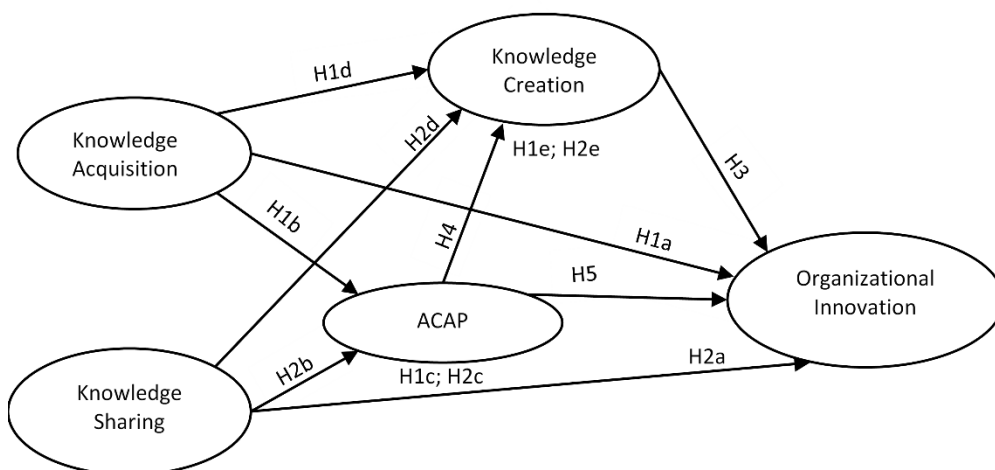 Knowledge
Creation
H1d
H2d
Knowledge
Acquisition
H1e; H2e
H3
H1b
H4
H1a
H5
Organizational
Innovation
ACAP
H2b
H1c; H2c
H2a
Knowledge
Sharing